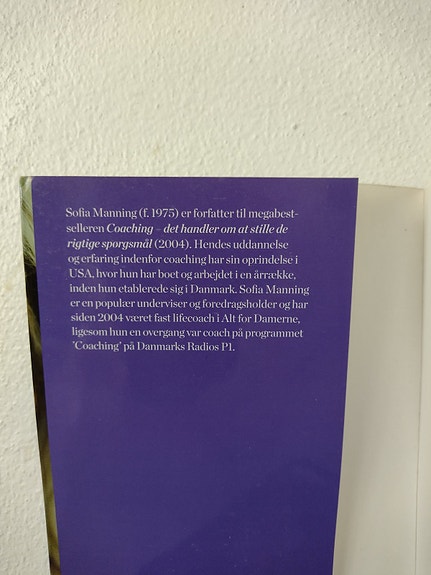 Sofia Manning (f. 1975) er forfatter til megabest-
selleren Coaching – det handler om at stille de
rigtige spørgsmål (2004). Hendes uddannelse
og erfaring indenfor coaching har sin oprindelse i
USA, hvor hun har boet og arbejdet i en årrække,
inden hun etablerede sig i Danmark. Sofia Manning
er en populær underviser og foredragsholder og har
siden 2004 været fast lifecoach i Alt for Damerne,
ligesom hun en overgang var coach på programmet
'Coaching' på Danmarks Radios P1.